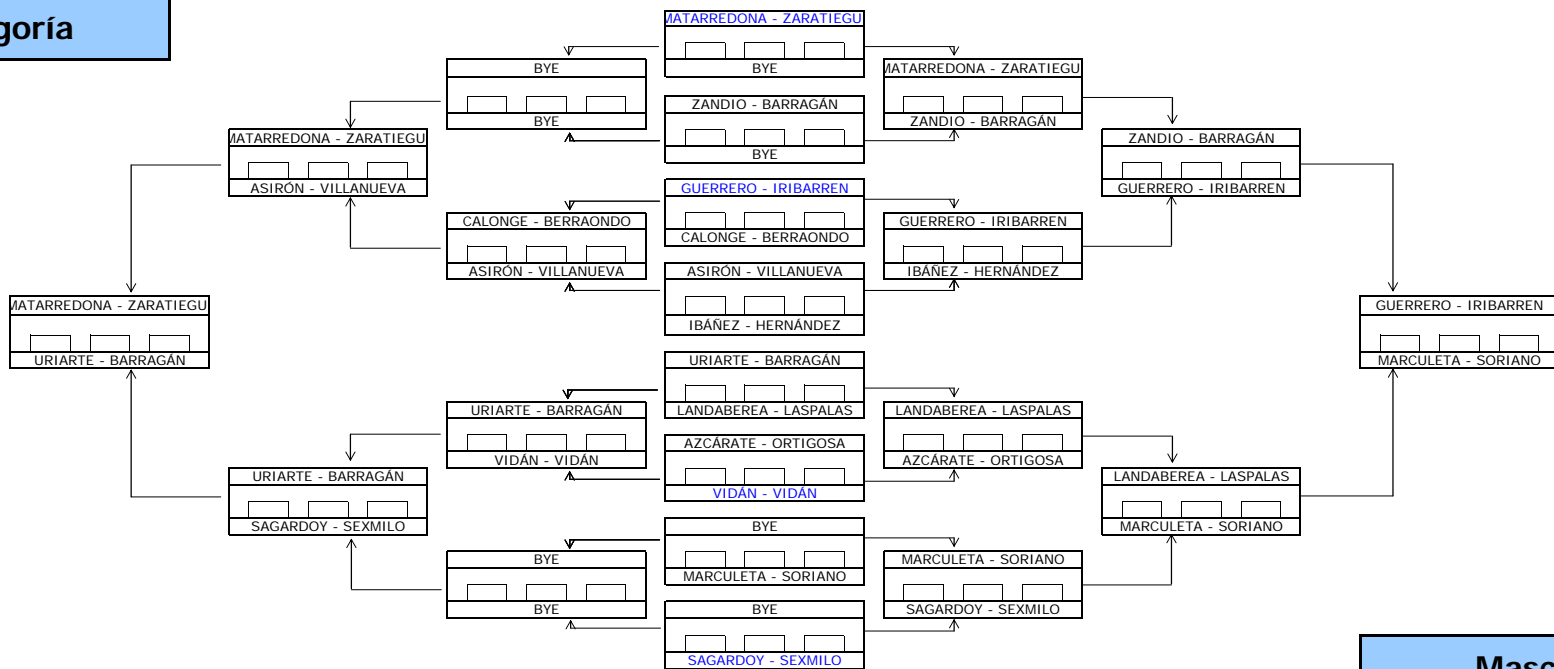 goría
MATARREDONA - ZARATIEGU
BYE
ZANDIO - BARRAGÁN
BYE
GUERRERO - IRIBARREN
CALONGE - BERRAONDO
ASIRÓN - VILLANUEVA
IBÁÑEZ - HERNÁNDEZ
URIARTE - BARRAGÁN
LANDABEREA - LASPALAS
AZCÁRATE - ORTIGOSA
VIDÁN - VIDÁN
BYE
MARCULETA - SORIANO
BYE
SAGARDOY - SEXMILO
BYE
BYE
CALONGE - BERRAONDO
ASIRÓN - VILLANUEVA
URIARTE - BARRAGÁN
VIDÁN - VIDÁN
BYE
BYE
MATARREDONA - ZARATIEGU
ASIRÓN - VILLANUEVA
URIARTE - BARRAGÁN
SAGARDOY - SEXMILO
MATARREDONA - ZARATIEGU
URIARTE - BARRAGÁN
MATARREDONA - ZARATIEGU
ZANDIO - BARRAGÁN
GUERRERO - IRIBARREN
IBÁÑEZ - HERNÁNDEZ
LANDABEREA - LASPALAS
AZCÁRATE - ORTIGOSA
MARCULETA - SORIANO
SAGARDOY - SEXMILO
ZANDIO - BARRAGÁN
GUERRERO - IRIBARREN
LANDABEREA - LASPALAS
MARCULETA - SORIANO
GUERRERO - IRIBARREN
MARCULETA - SORIANO